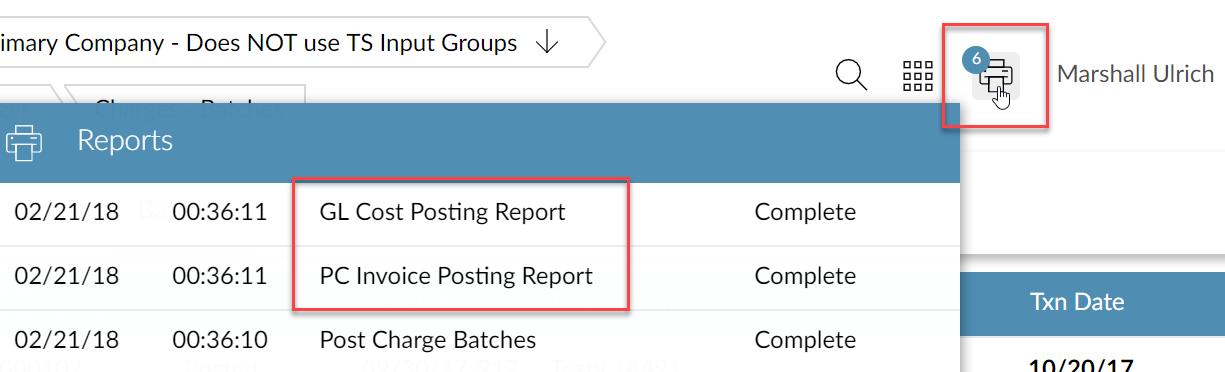 imary Company - Does NOT use TS Input Groups
6
Marshall Ulrich
Charges - Batches
Reports
02/21/18 00:36:11 GL Cost Posting Report Complete
02/21/18 00:36:11 PC Invoice Posting Report Complete
Txn Date
02/21/18 00:36:10 Post Charge Batches Complete
10/20/17